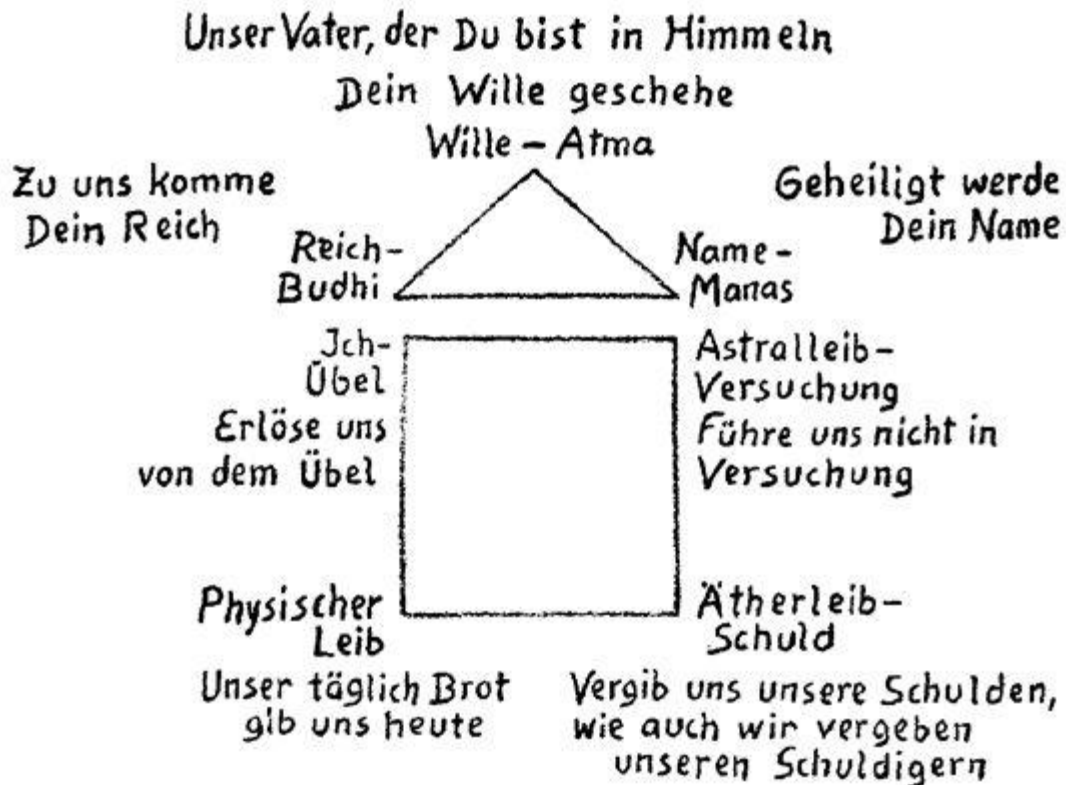 Unser Vater, der Du bist in Himmeln
Dein Wille geschehe
Wille – Atma
Zu uns komme
Dein Reich
Geheiligt werde
Dein Name
Reich-
Budhi
Name-
Manas
Jch-
Übel
Erlöse uns
von dem Übel
Astralleib-
Versuchung
Führe uns nicht in
Versuchung
Physischer
Leib
Unser täglich Brot
gib uns heute
Ätherleib-
Schuld
Vergib uns unsere Schulden,
wie auch wir vergeben
unseren Schuldigern